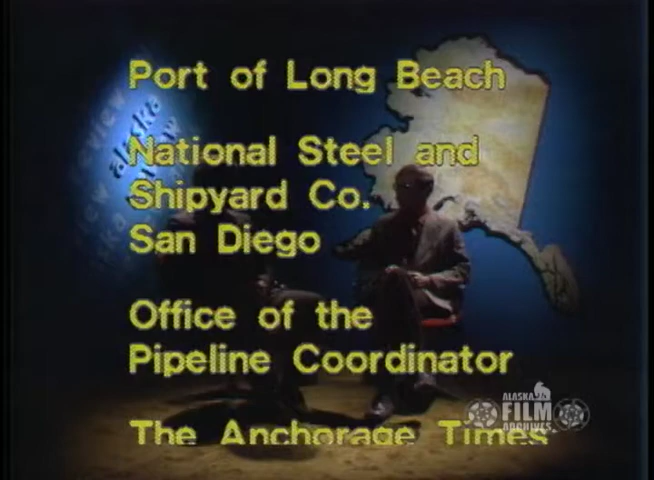 Port of Long Beach
National Steel and
Shipyard Co.
San Diego
Office of the
Pipeline Coordinator
The Anchorage Times
alaska
ALASKA
FILM
ARCHIVES